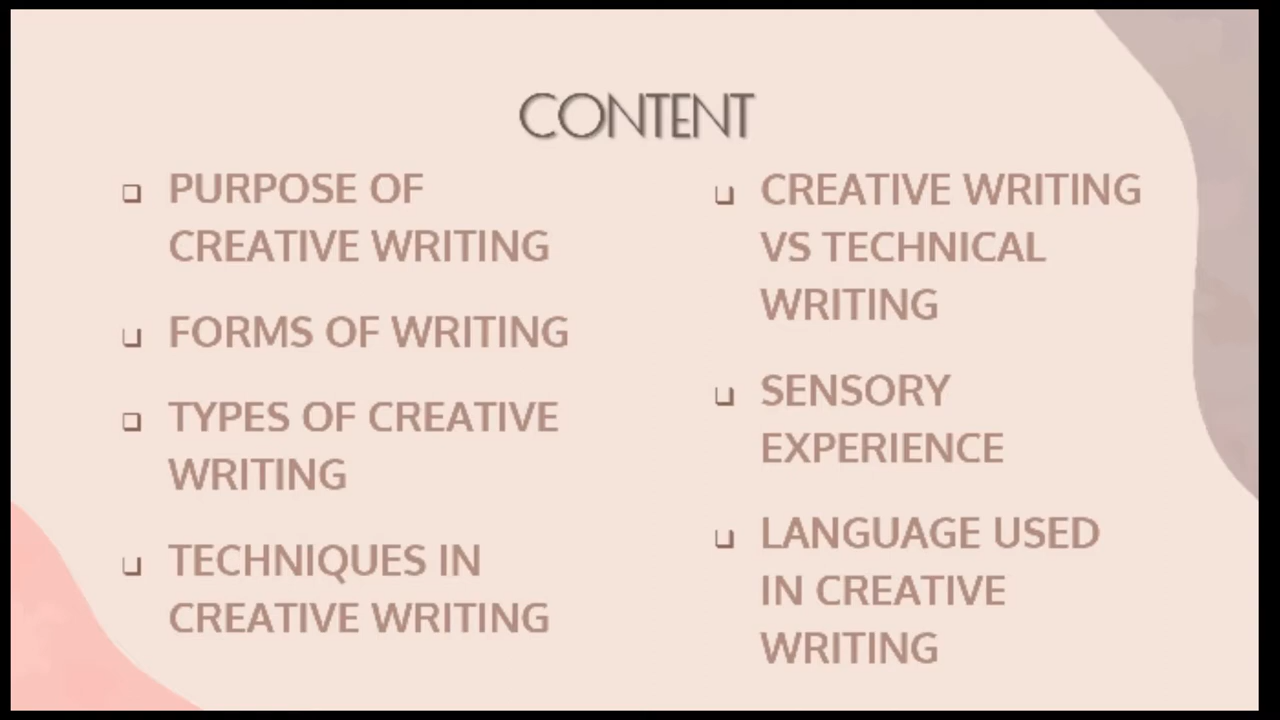 CONTENT
PURPOSE OF
CREATIVE WRITING
FORMS OF WRITING
TYPES OF CREATIVE
WRITING
TECHNIQUES IN
CREATIVE WRITING
CREATIVE WRITING
VS TECHNICAL
WRITING
SENSORY
EXPERIENCE
LANGUAGE USED
IN CREATIVE
WRITING